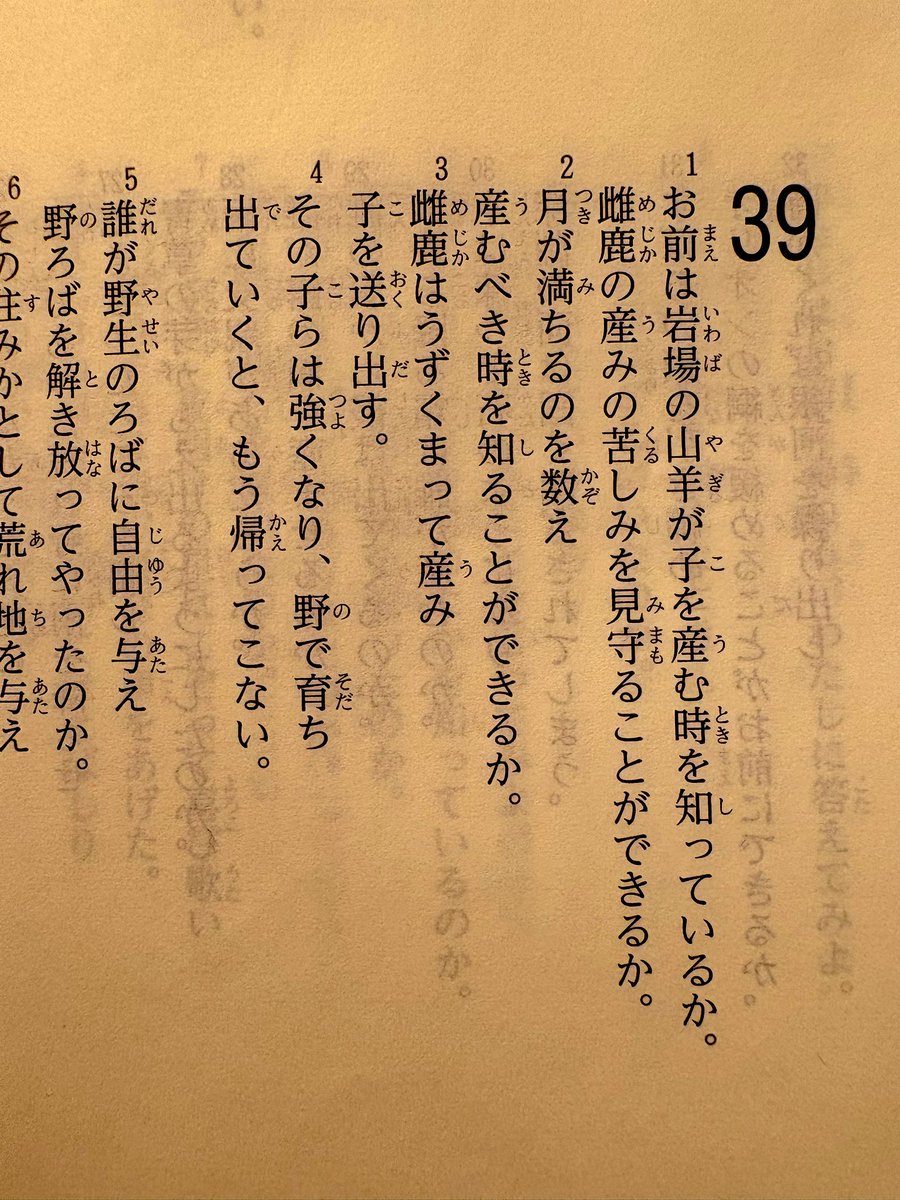 39
1 お前は岩場の山羊が子を産む時を知っているか。
雌鹿の産みの苦しみを見守ることができるか。
2 月が満ちるのを数え
産むべき時を知ることができるか。
3 雌鹿はうずくまって産み
子を送り出す。
4 その子らは強くなり、野で育ち
出ていくと、もう帰ってこない。
5 誰が野生のろばに自由を与え
野ろばを解き放ってやったのか。
6 その住みかとして荒れ地を与え